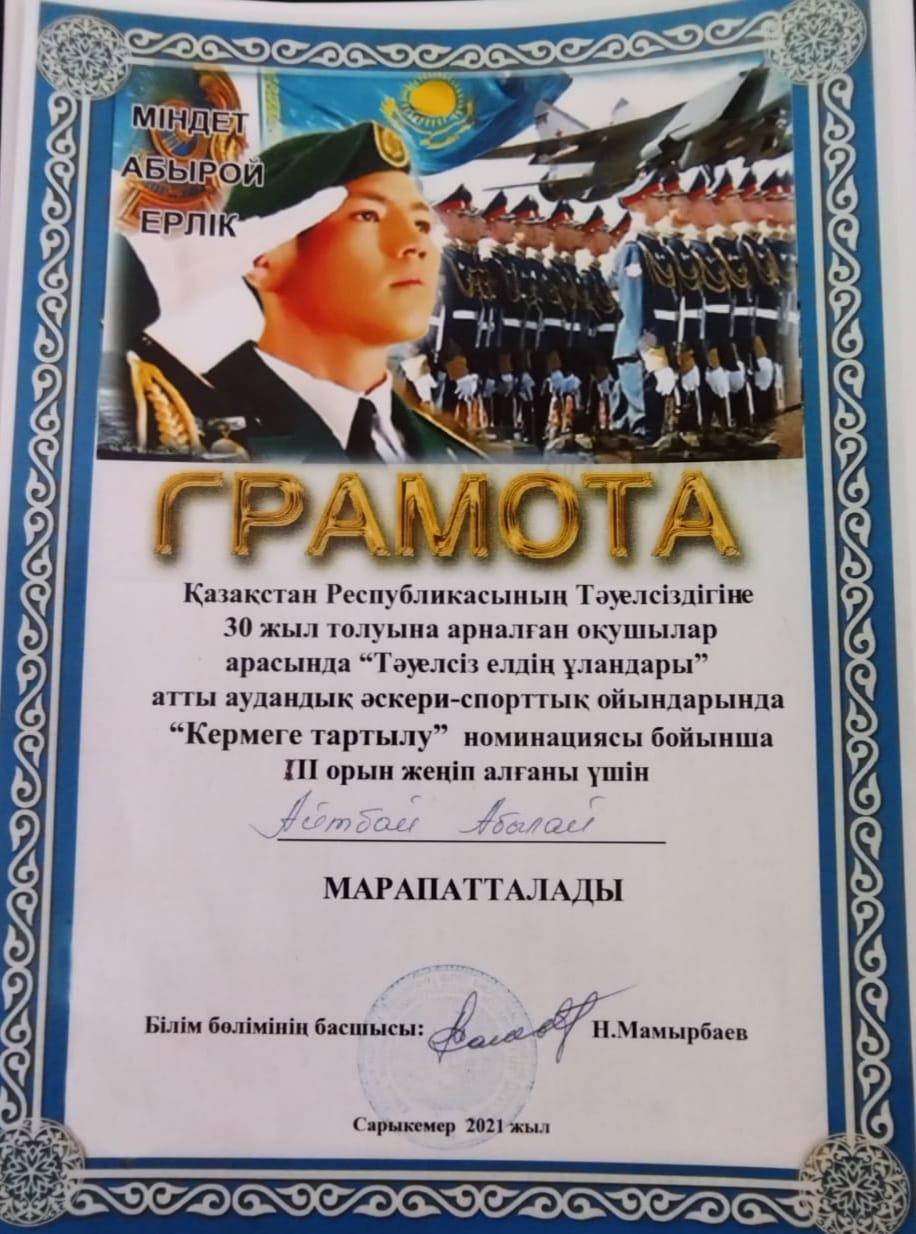 МІНДЕТ
АБЫРОЙ
ЕРЛІК
ГРАМОТА
Қазақстан Республикасының Тәуелсіздігіне
30 жыл толуына арналған оқушылар
арасында “Тәуелсіз елдің ұландары”
атты аудандық әскери-спорттық ойындарында
“Кермеге тартылу” номинациясы бойынша
III орын жеңіп алғаны үшін
Айтбай Абылай
МАРАПАТТАЛАДЫ
Білім бөлімінің басшысы: Н.Мамырбаев
Сарыкемер 2021 жыл